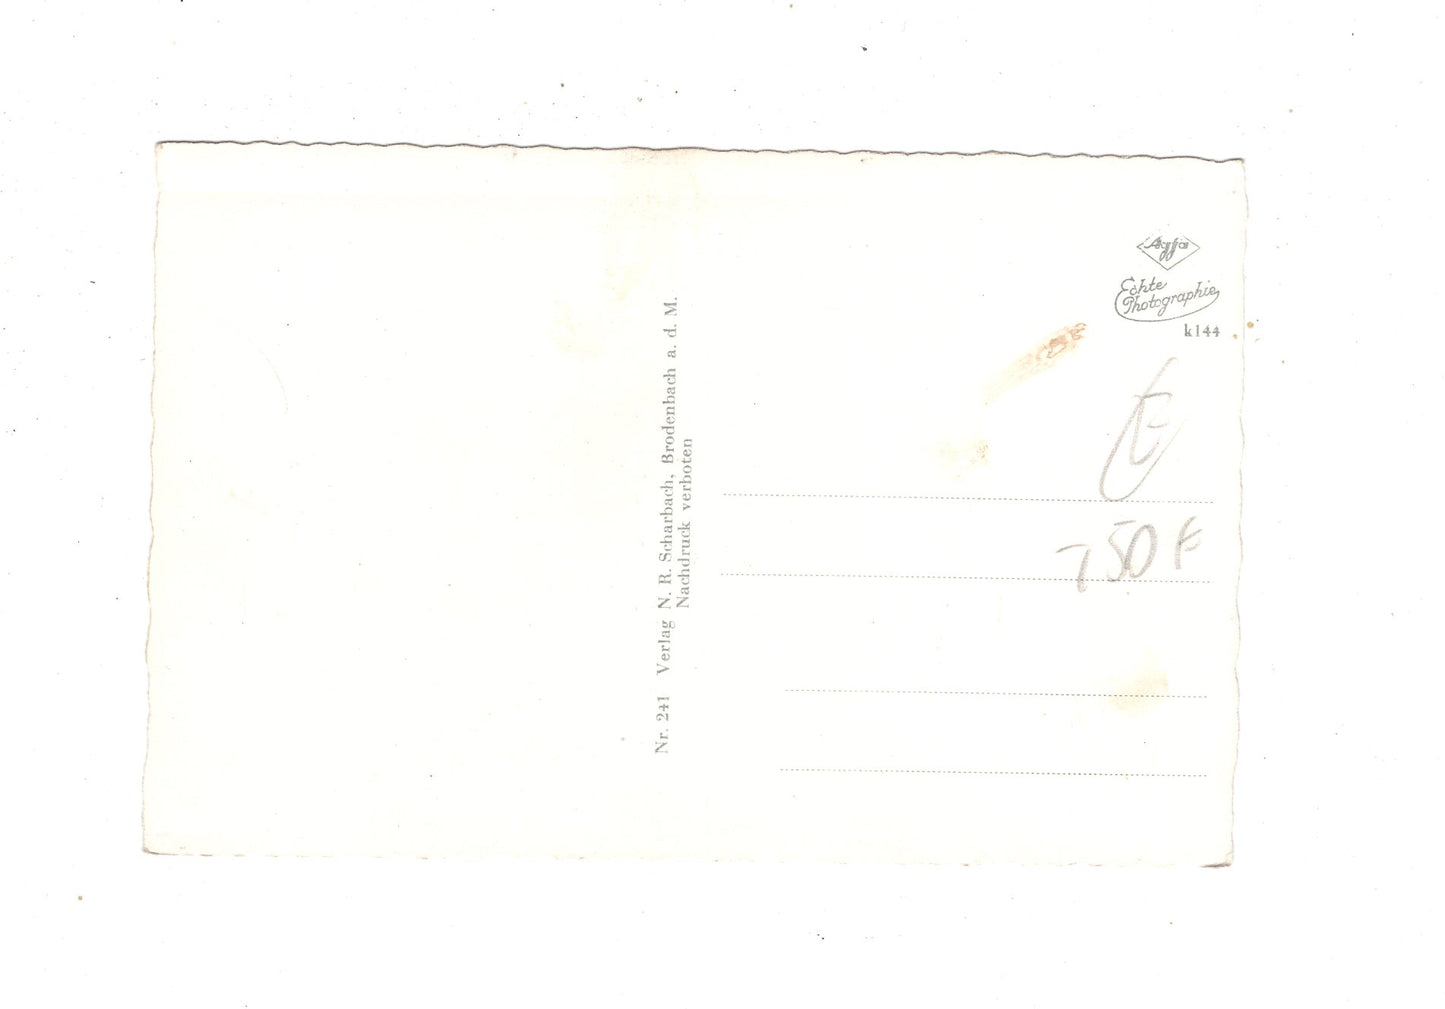 Nr. 241 Verlag N. R. Scharbach, Brodenbach a. d. M.
Nachdruck verboten
Agfa
Echte
Photographie
k144
750 F